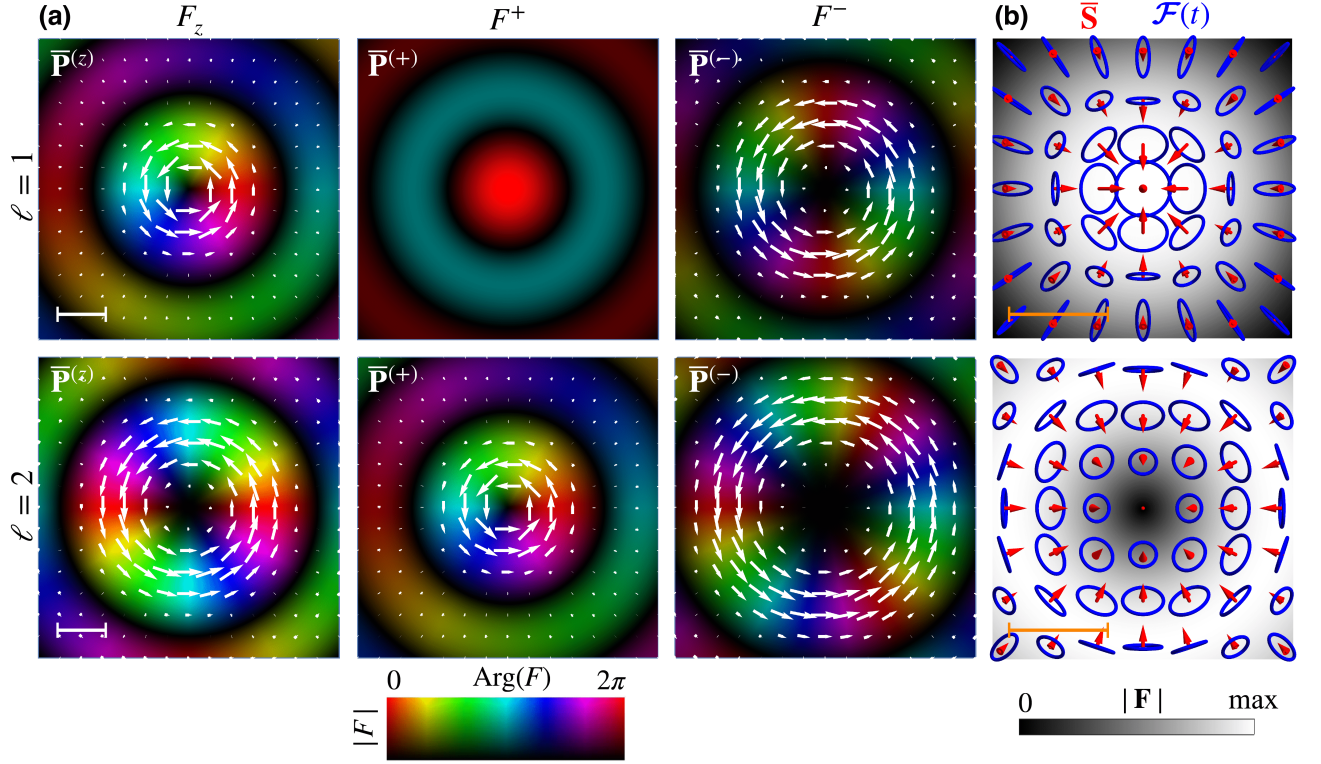 (a) F_z F⁺ F⁻ (b) S̅ ℱ(t)
P̅⁽ᶻ⁾ P̅⁽⁺⁾ P̅⁽⁻⁾
ℓ = 1
P̅⁽ᶻ⁾ P̅⁽⁺⁾ P̅⁽⁻⁾
ℓ = 2
0 Arg(F) 2π
|F|
0 |F| max